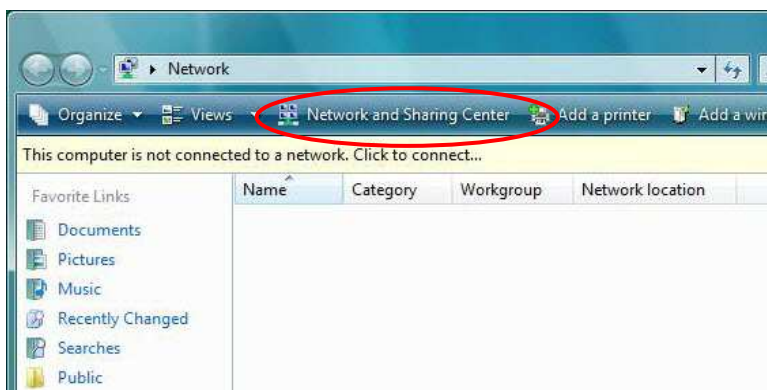 Network
Organize Views Network and Sharing Center Add a printer Add a wir
This computer is not connected to a network. Click to connect...
Favorite Links
Name Category Workgroup Network location
Documents
Pictures
Music
Recently Changed
Searches
Public